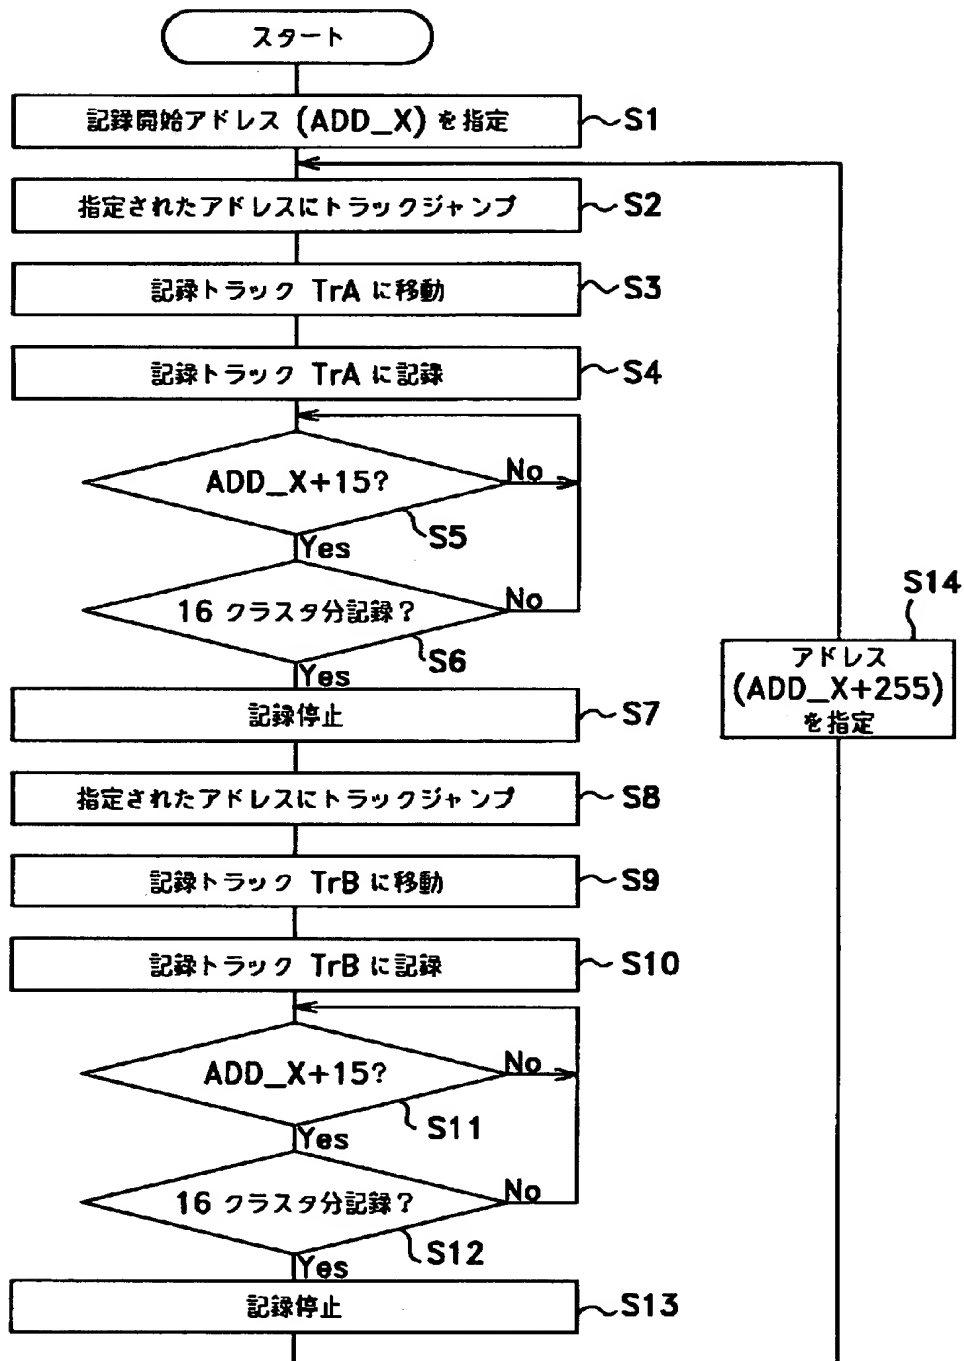 スタート
記録開始アドレス (ADD_X) を指定
S1
指定されたアドレスにトラックジャンプ
S2
記録トラック TrA に移動
S3
記録トラック TrA に記録
S4
ADD_X+15?
No
S5
Yes
16 クラスタ分記録?
No
S6
Yes
記録停止
S7
指定されたアドレスにトラックジャンプ
S8
記録トラック TrB に移動
S9
記録トラック TrB に記録
S10
ADD_X+15?
No
S11
Yes
16 クラスタ分記録?
No
S12
Yes
記録停止
S13
S14
アドレス
(ADD_X+255)
を指定